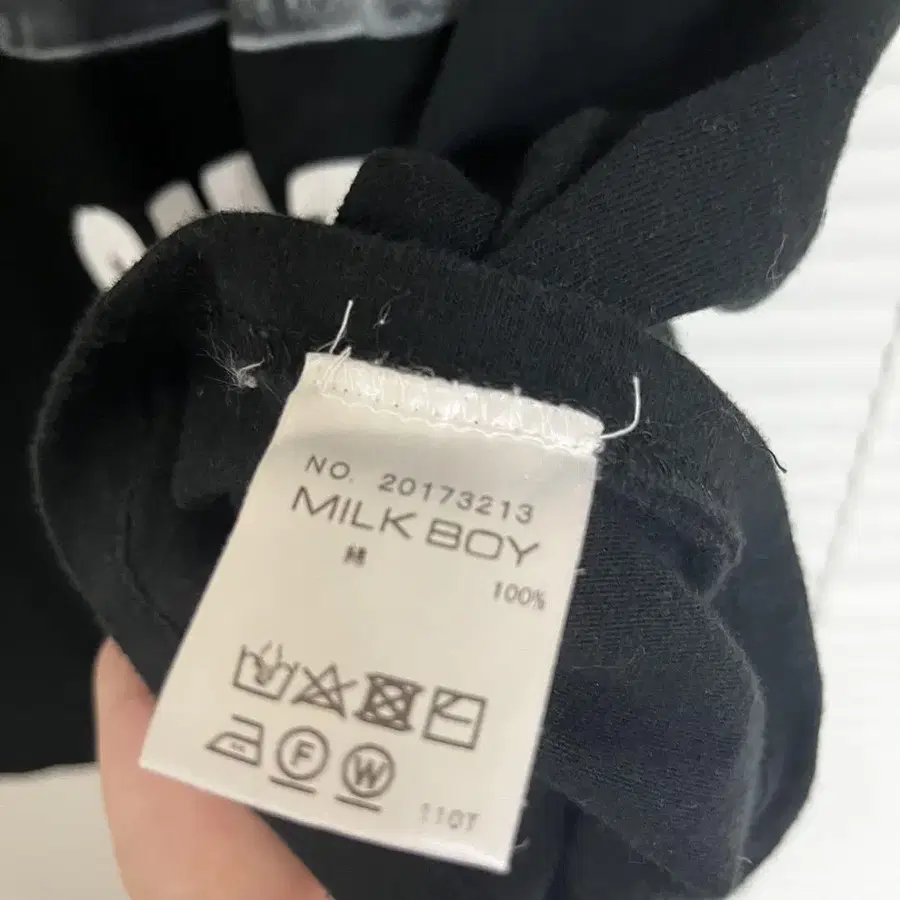 NO. 20173213
MILK BOY
綿
100%
F
W
110T